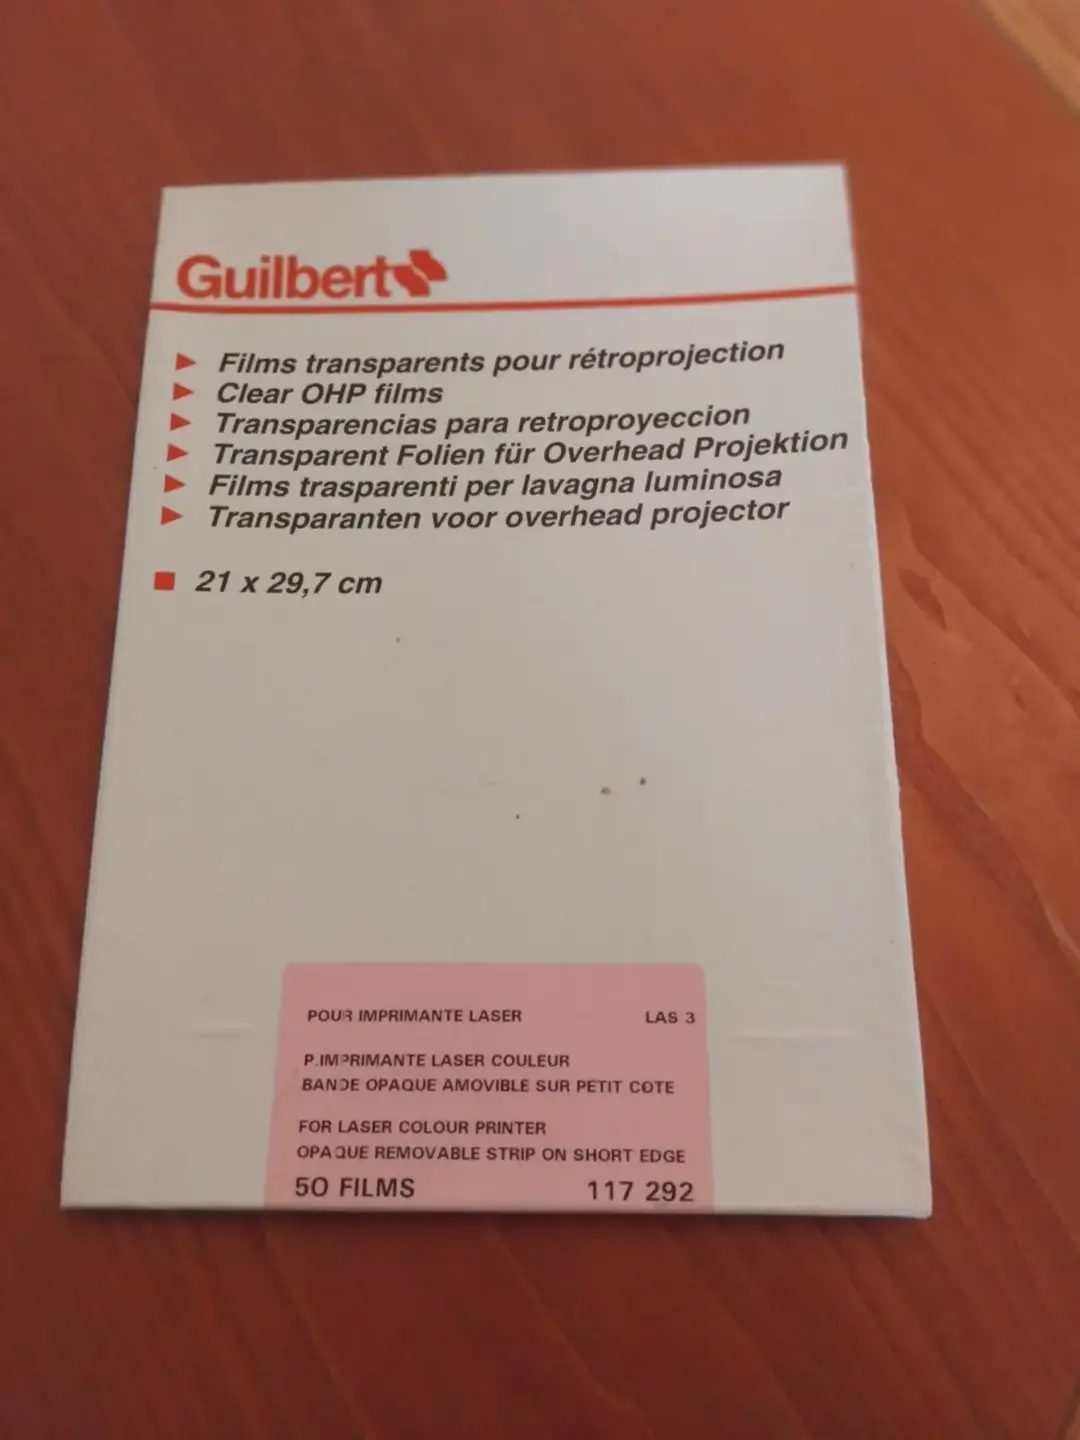 Guilbert
Films transparents pour rétroprojection
Clear OHP films
Transparencias para retroproyeccion
Transparent Folien für Overhead Projektion
Films trasparenti per lavagna luminosa
Transparanten voor overhead projector
21 x 29,7 cm
POUR IMPRIMANTE LASER LAS 3
P.IMPRIMANTE LASER COULEUR
BANDE OPAQUE AMOVIBLE SUR PETIT COTE
FOR LASER COLOUR PRINTER
OPAQUE REMOVABLE STRIP ON SHORT EDGE
50 FILMS 117 292